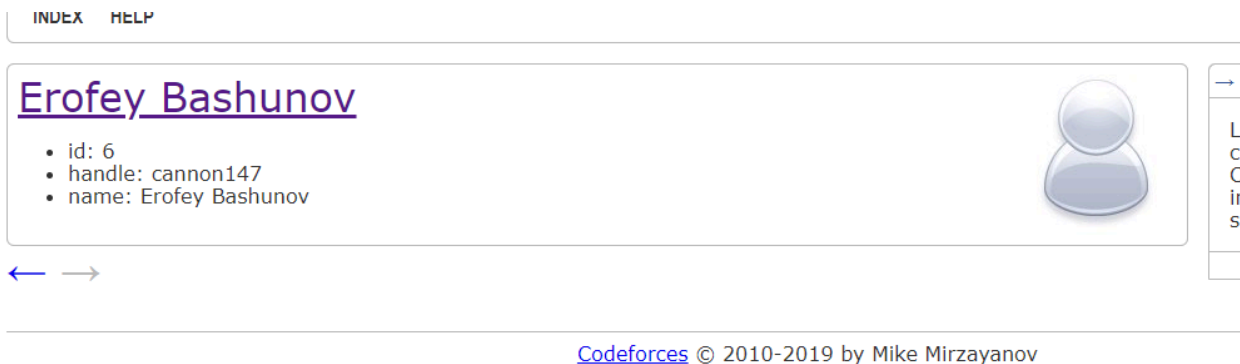 INDEX HELP
Erofey Bashunov
• id: 6
• handle: cannon147
• name: Erofey Bashunov
← →
→
Codeforces © 2010-2019 by Mike Mirzayanov